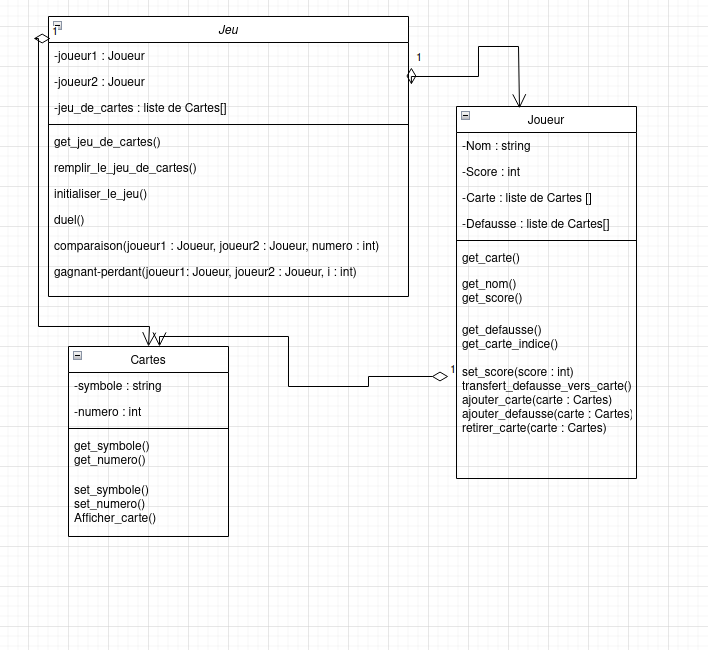 1
Jeu
-joueur1 : Joueur
-joueur2 : Joueur
-jeu_de_cartes : liste de Cartes[]
get_jeu_de_cartes()
remplir_le_jeu_de_cartes()
initialiser_le_jeu()
duel()
comparaison(joueur1 : Joueur, joueur2 : Joueur, numero : int)
gagnant-perdant(joueur1: Joueur, joueur2 : Joueur, i : int)
1
Joueur
-Nom : string
-Score : int
-Carte : liste de Cartes []
-Defausse : liste de Cartes[]
get_carte()
get_nom()
get_score()
get_defausse()
get_carte_indice()
set_score(score : int)
transfert_defausse_vers_carte()
ajouter_carte(carte : Cartes)
ajouter_defausse(carte : Cartes)
retirer_carte(carte : Cartes)
1
Cartes
-symbole : string
-numero : int
get_symbole()
get_numero()
set_symbole()
set_numero()
Afficher_carte()